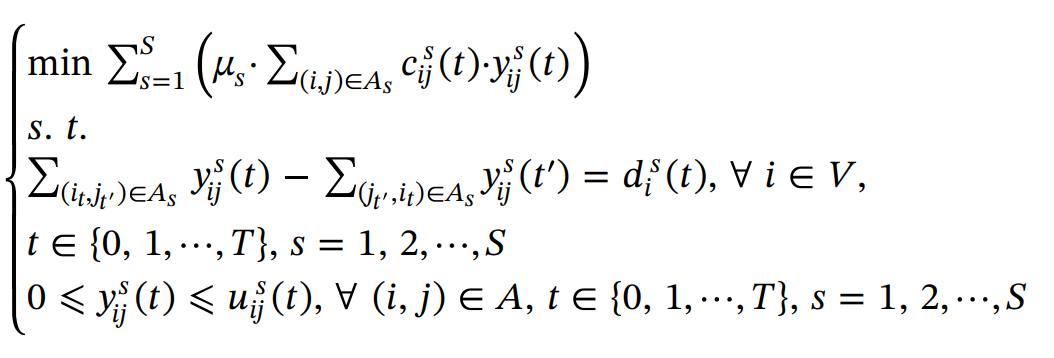 min ∑_{s=1}^{S} (μ_s· ∑_{(i,j)∈A_s} c_{ij}^{s}(t)·y_{ij}^{s}(t))
s. t.
∑_{(i_t,j_{t′})∈A_s} y_{ij}^{s}(t) − ∑_{(j_{t′},i_t)∈A_s} y_{ij}^{s}(t′) = d_i^{s}(t), ∀ i ∈ V,
t ∈ {0, 1,⋯,T}, s = 1, 2,⋯,S
0 ⩽ y_{ij}^{s}(t) ⩽ u_{ij}^{s}(t), ∀ (i, j) ∈ A, t ∈ {0, 1,⋯,T}, s = 1, 2,⋯,S